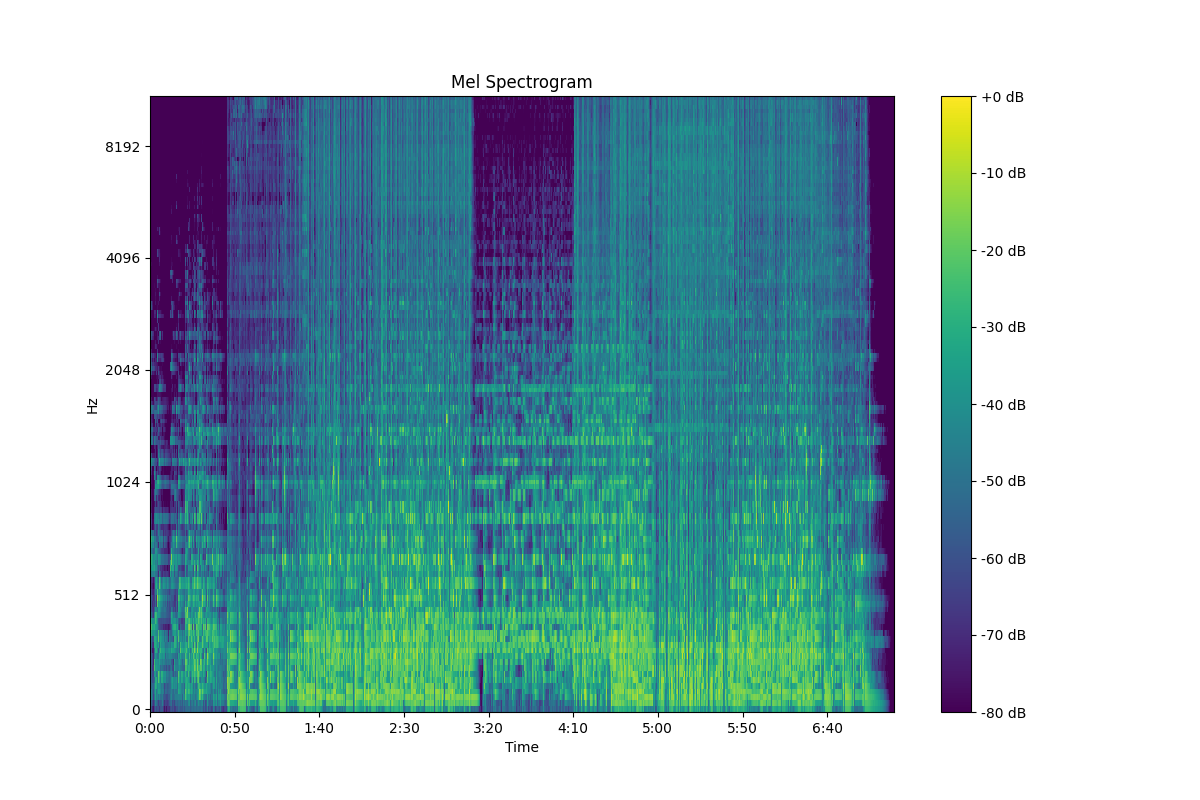 Mel Spectrogram
Hz
8192
4096
2048
1024
512
0
0:00 0:50 1:40 2:30 3:20 4:10 5:00 5:50 6:40
Time
+0 dB
-10 dB
-20 dB
-30 dB
-40 dB
-50 dB
-60 dB
-70 dB
-80 dB